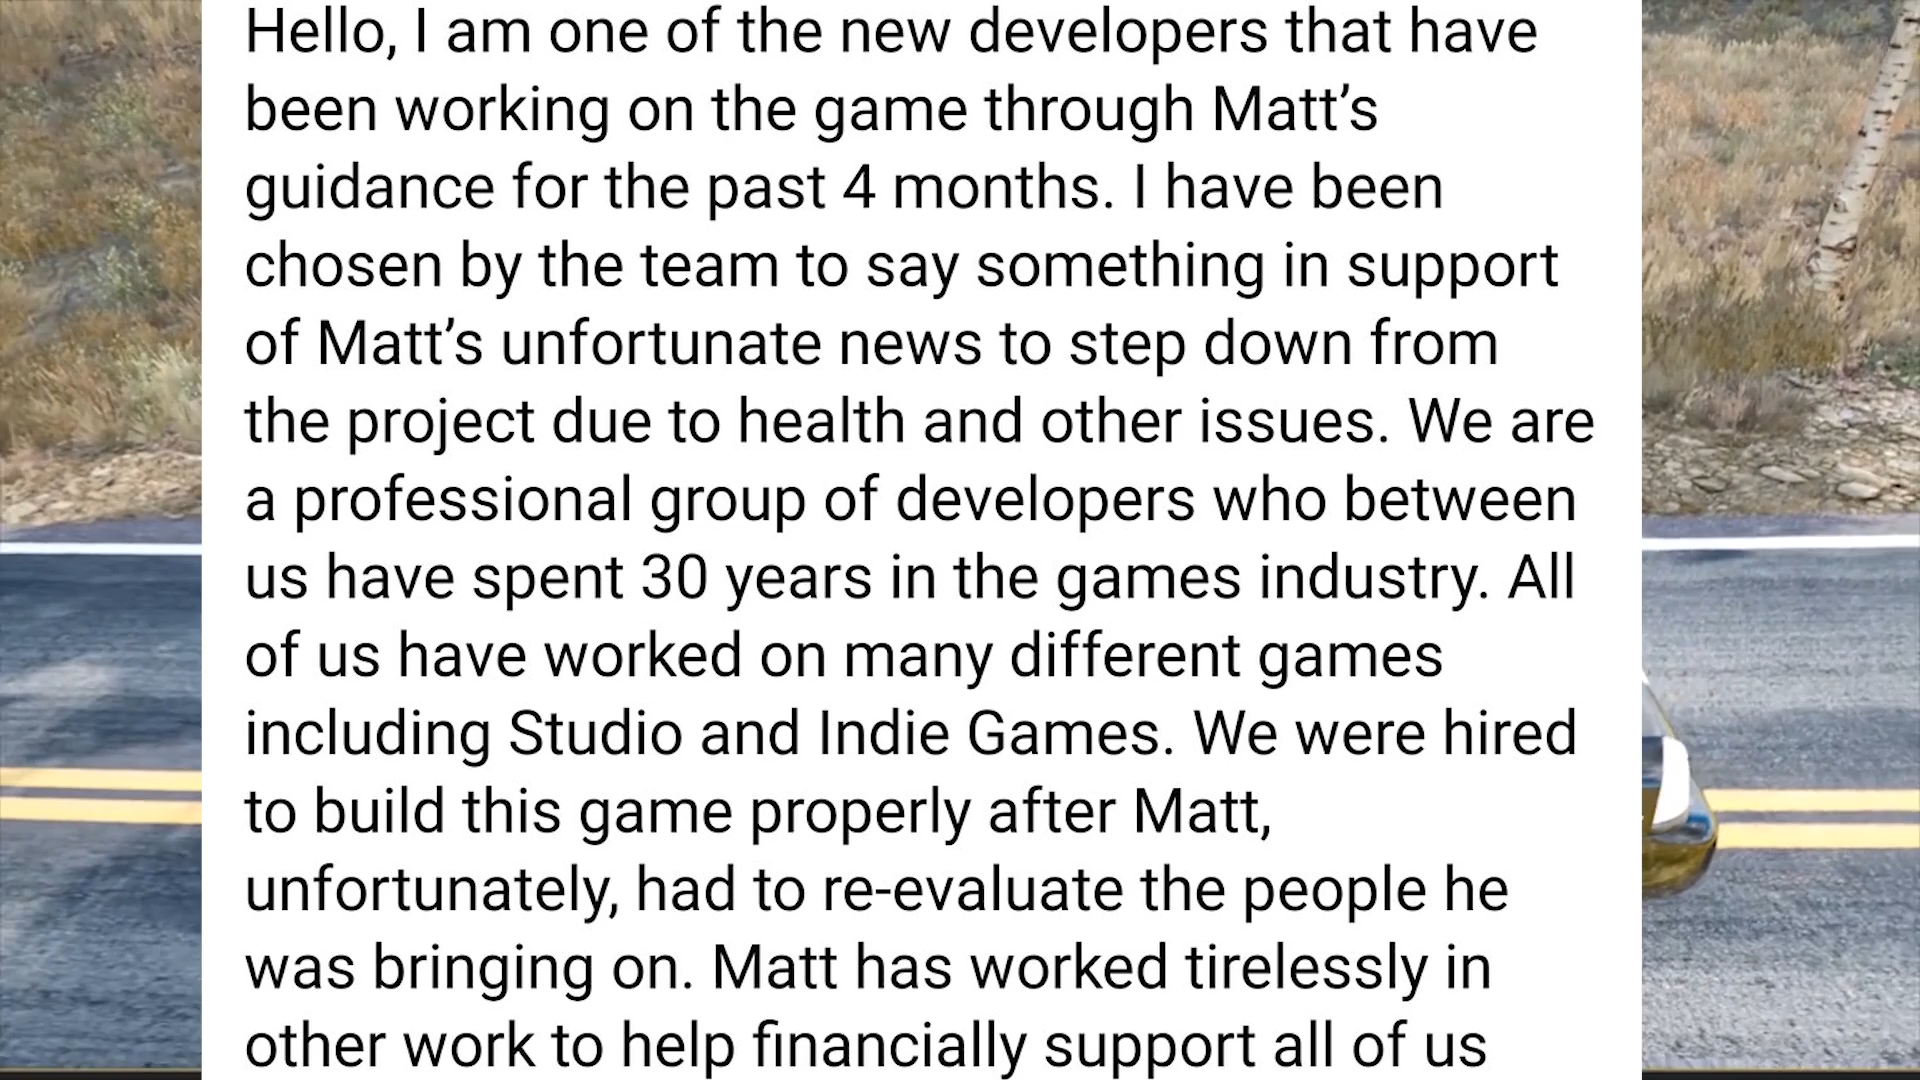 Hello, I am one of the new developers that have
been working on the game through Matt’s
guidance for the past 4 months. I have been
chosen by the team to say something in support
of Matt’s unfortunate news to step down from
the project due to health and other issues. We are
a professional group of developers who between
us have spent 30 years in the games industry. All
of us have worked on many different games
including Studio and Indie Games. We were hired
to build this game properly after Matt,
unfortunately, had to re-evaluate the people he
was bringing on. Matt has worked tirelessly in
other work to help financially support all of us